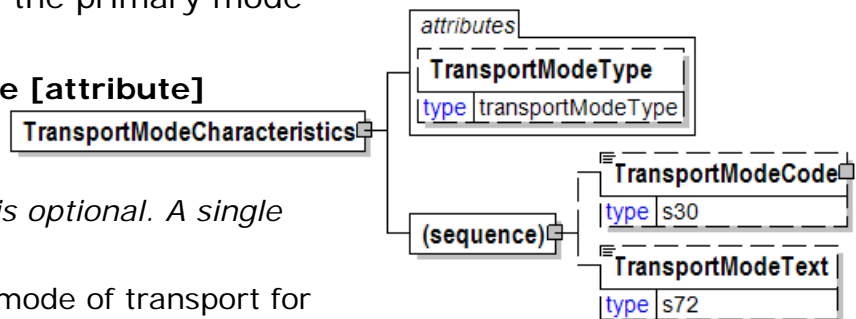 the primary mode
e [attribute]
is optional. A single
mode of transport for
TransportModeCharacteristics
attributes
TransportModeType
type transportModeType
(sequence)
TransportModeCode
type s30
TransportModeText
type s72